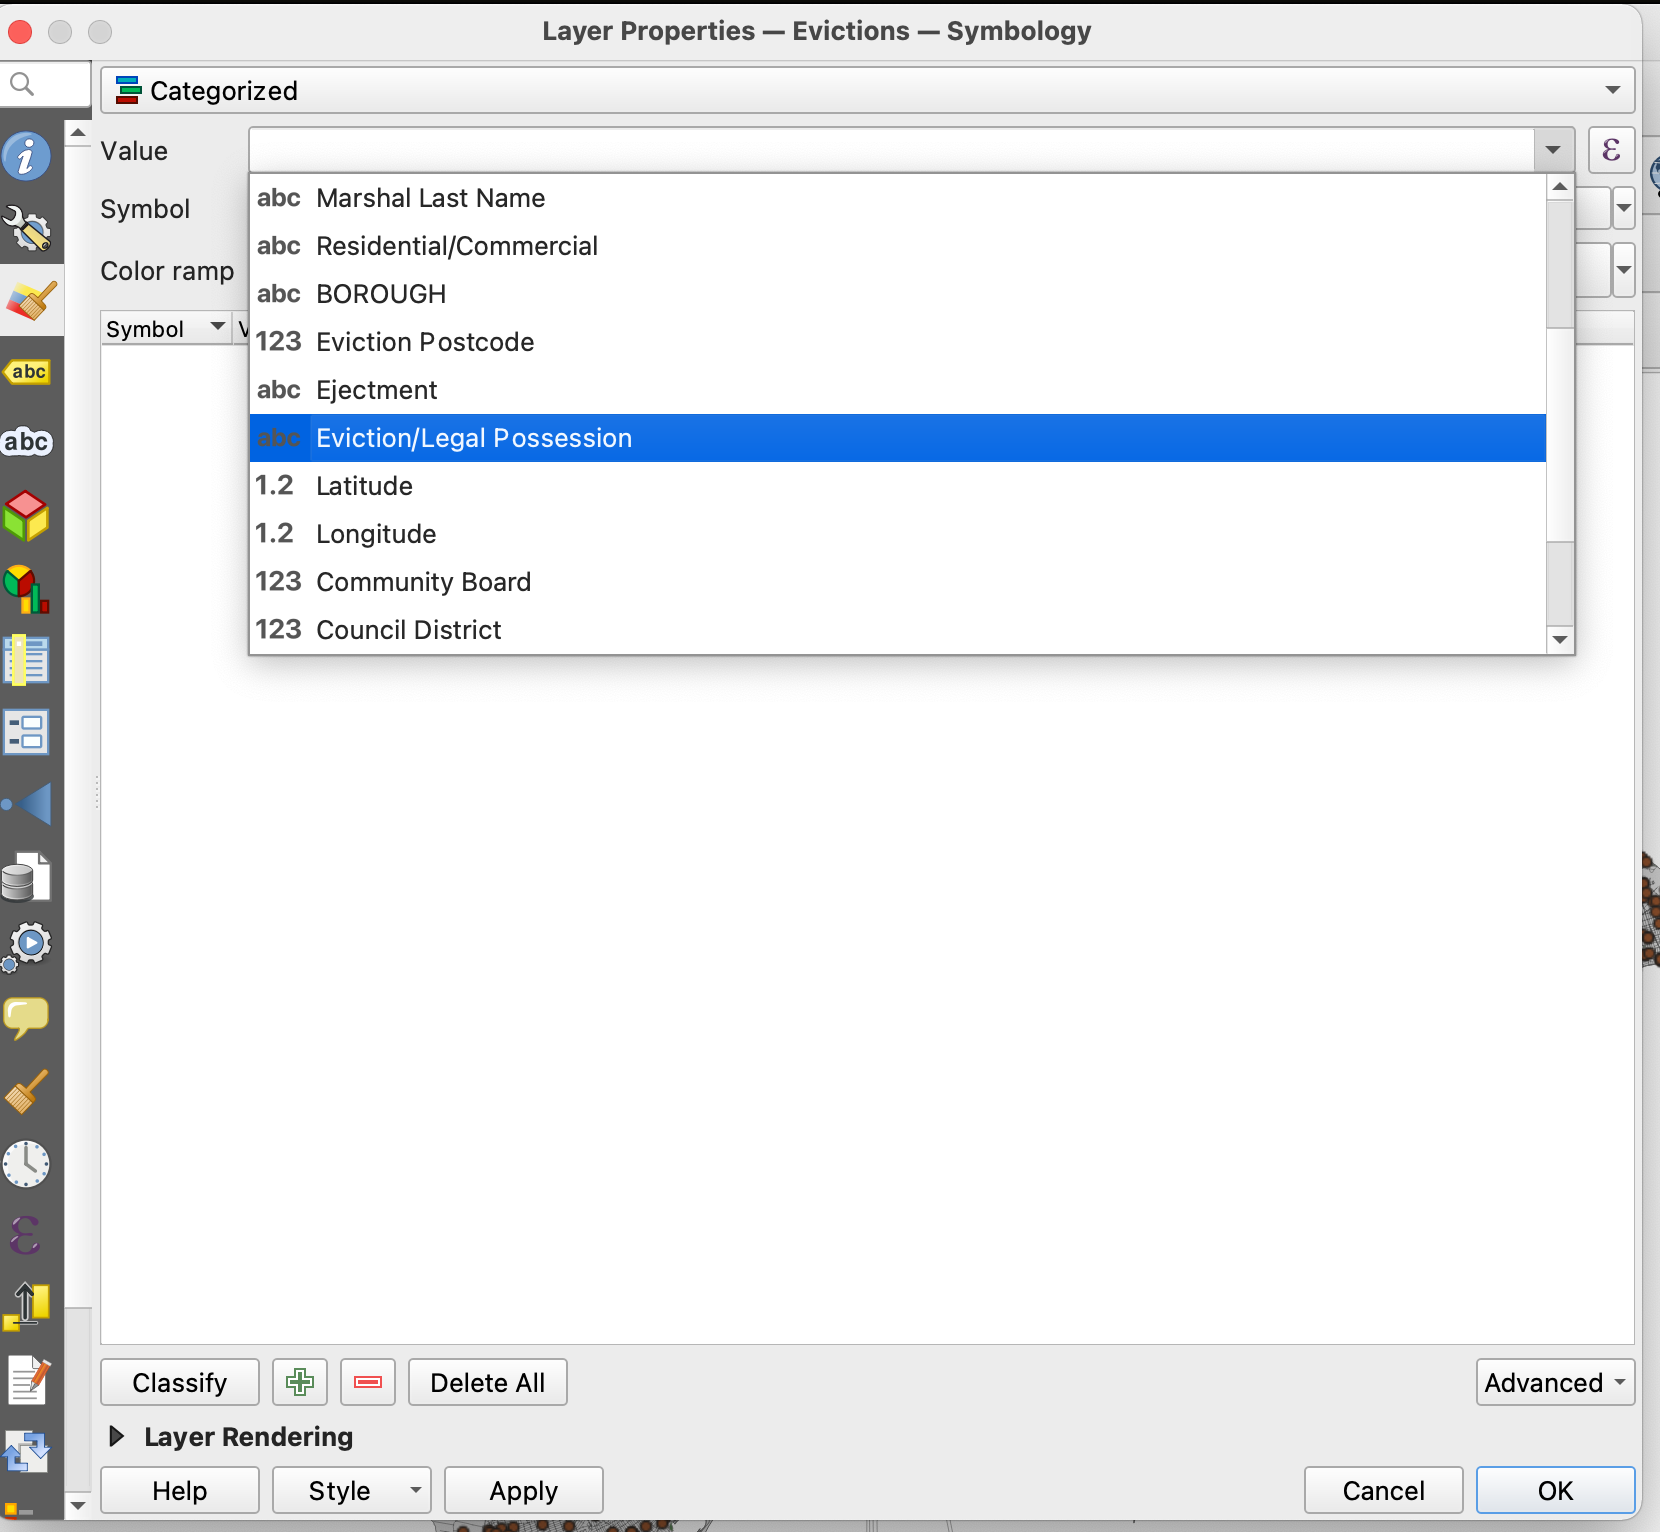 Layer Properties — Evictions — Symbology
Categorized
Value
ε
abc Marshal Last Name
Symbol
abc Residential/Commercial
Color ramp
abc BOROUGH
Symbol
123 Eviction Postcode
abc Ejectment
abc
abc Eviction/Legal Possession
abc
1.2 Latitude
1.2 Longitude
123 Community Board
123 Council District
ε
Classify
Delete All
Advanced
Layer Rendering
Help
Style
Apply
Cancel
OK